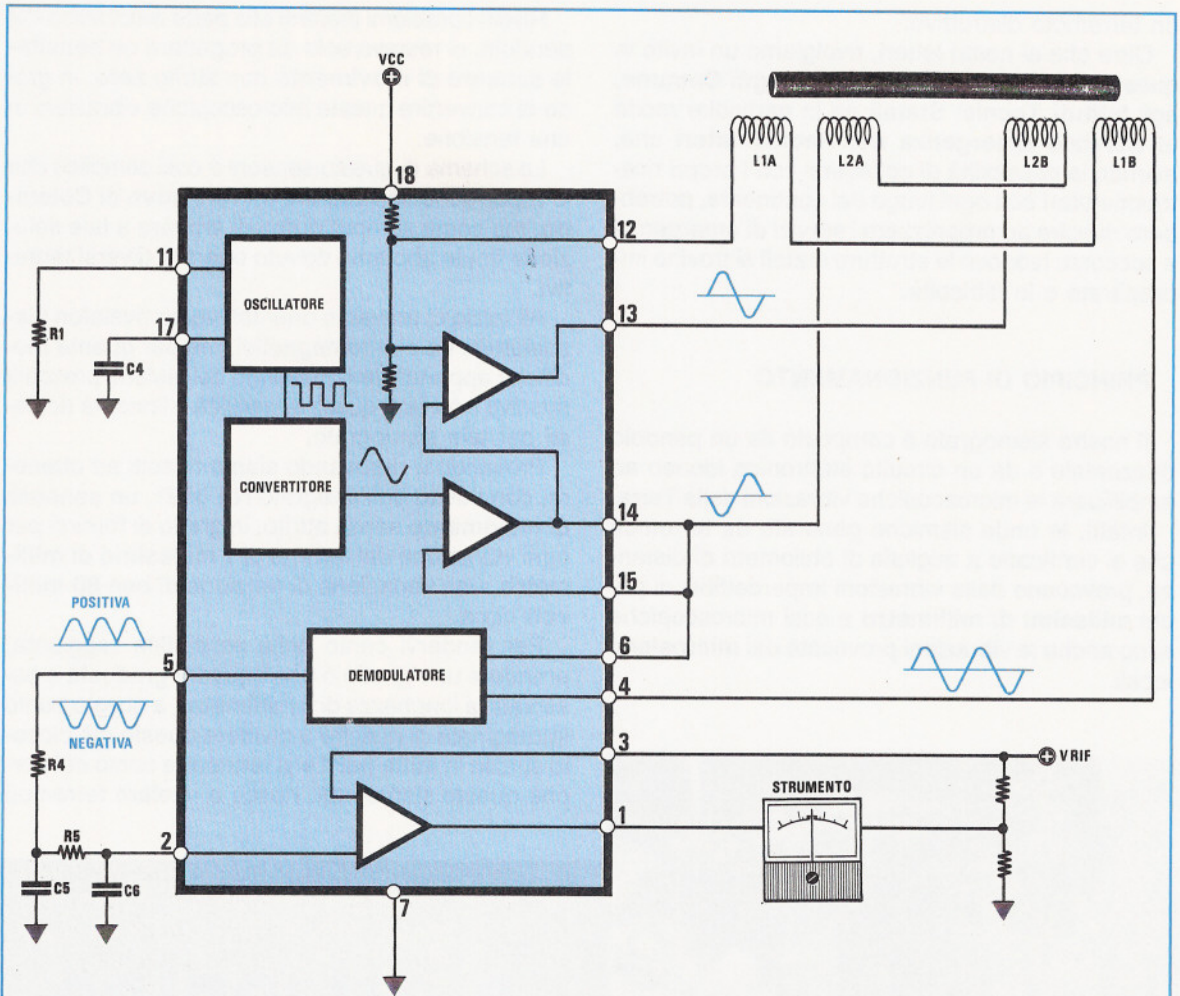 VCC
18
L1A
L2A
L2B
L1B
12
11
OSCILLATORE
R1
17
13
C4
CONVERTITORE
14
15
POSITIVA
6
5
DEMODULATORE
4
NEGATIVA
3
VRIF
R4
STRUMENTO
1
R5
2
C5
C6
7